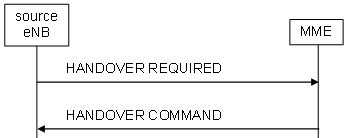 source
eNB
MME
HANDOVER REQUIRED
HANDOVER COMMAND